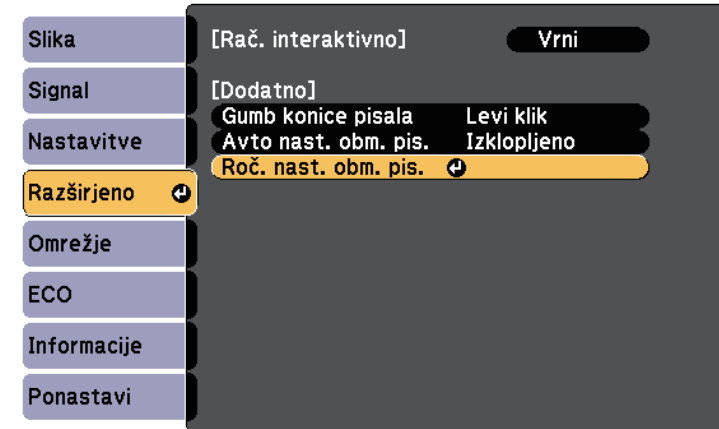 Slika
Signal
Nastavitve
Razširjeno
Omrežje
ECO
Informacije
Ponastavi
[Rač. interaktivno] Vrni
[Dodatno]
Gumb konice pisala Levi klik
Avto nast. obm. pis. Izklopljeno
Roč. nast. obm. pis.